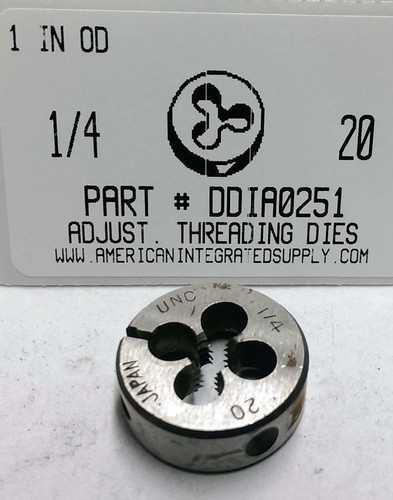 1 IN OD
1/4 20
PART # DDIA0251
ADJUST. THREADING DIES
WWW.AMERICANINTEGRATEDSUPPLY.COM
UNC
1/4
20
JAPAN